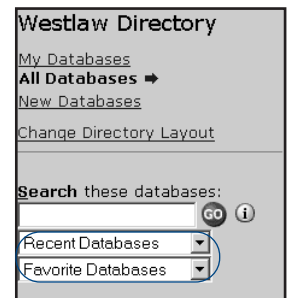 Westlaw Directory
My Databases
All Databases ➡
New Databases
Change Directory Layout
Search these databases:
GO i
Recent Databases
Favorite Databases